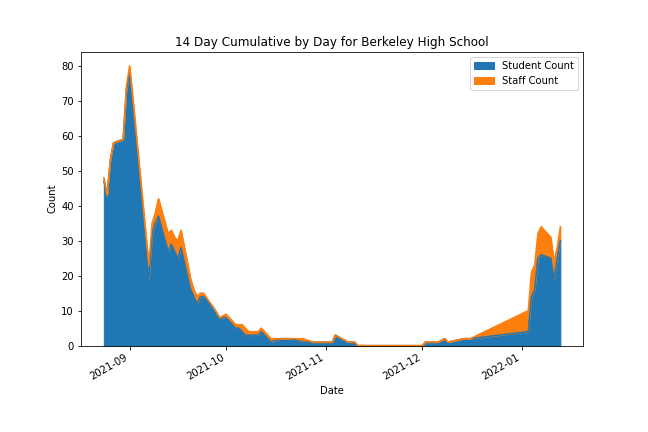 14 Day Cumulative by Day for Berkeley High School
Student Count
Staff Count
80
70
60
50
40
30
20
10
0
Count
2021-09
2021-10
2021-11
2021-12
2022-01
Date